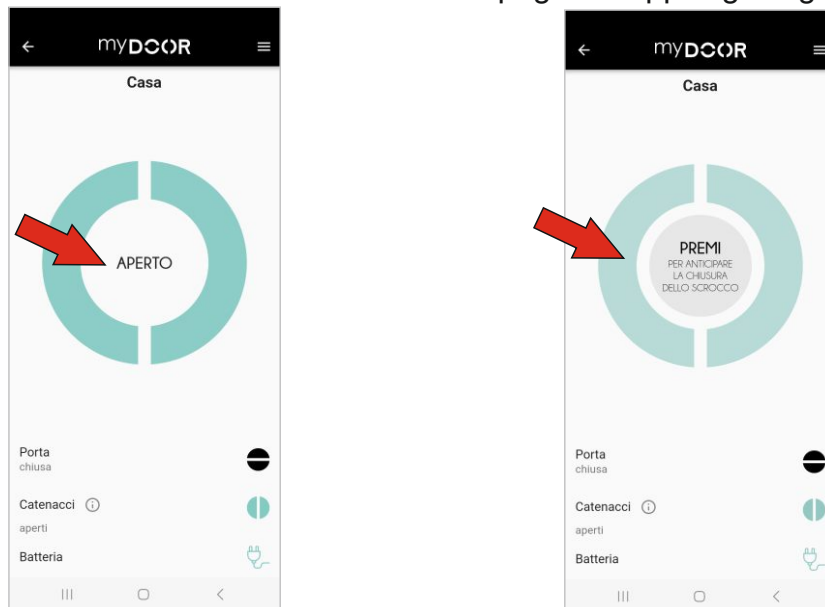 myDOOR
Casa
APERTO
Porta
chiusa
Catenacci
aperti
Batteria
myDOOR
Casa
PREMI
PER ANTICIPARE
LA CHIUSURA
DELLO SCROCCO
Porta
chiusa
Catenacci
aperti
Batteria